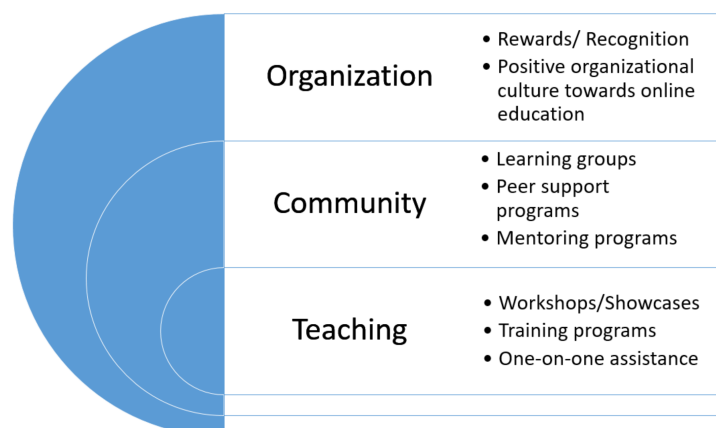 Organization
• Rewards/ Recognition
• Positive organizational
culture towards online
education
Community
• Learning groups
• Peer support
programs
• Mentoring programs
Teaching
• Workshops/Showcases
• Training programs
• One-on-one assistance